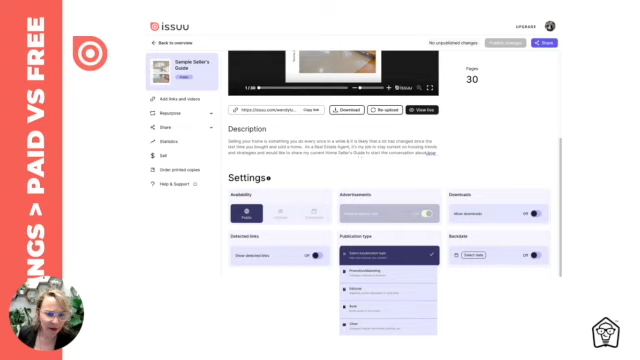 NGS > PAID VS FREE
issuu
UPGRADE
Back to overview
No unpublished changes
Publish changes
Share
Sample Seller's
Guide
Public
1 / 30
issuu
Pages
30
Add links and videos
Repurpose
Share
Statistics
Sell
Order printed copies
Help & Support
Copy link
Download
Re-upload
View live
Description
Selling your home is something you do every once in a while & it is likely that a lot has changed since the
last time you bought and sold a home. As a Real Estate Agent, it's my job to stay current on housing trends
and strategies and would like to share my current Home Seller's Guide to start the conversation about
Settings
Availability
Advertisements
Downloads
Public
Allow downloads
Off
Detected links
Publication type
Backdate
Show detected links
Off
Select date
Off
Editorial
Book